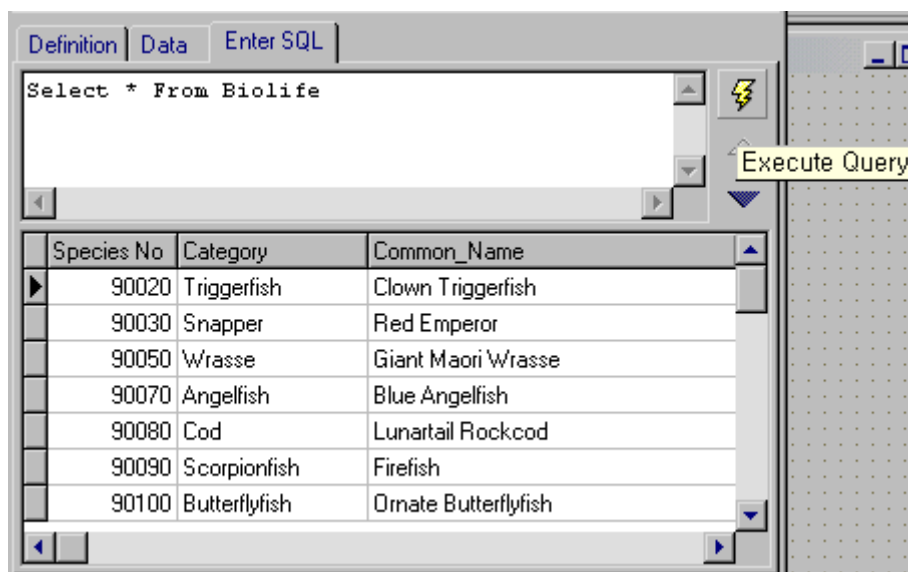 Definition Data Enter SQL
Select * From Biolife
Execute Query
Species No Category Common_Name
90020 Triggerfish Clown Triggerfish
90030 Snapper Red Emperor
90050 Wrasse Giant Maori Wrasse
90070 Angelfish Blue Angelfish
90080 Cod Lunartail Rockcod
90090 Scorpionfish Firefish
90100 Butterflyfish Ornate Butterflyfish